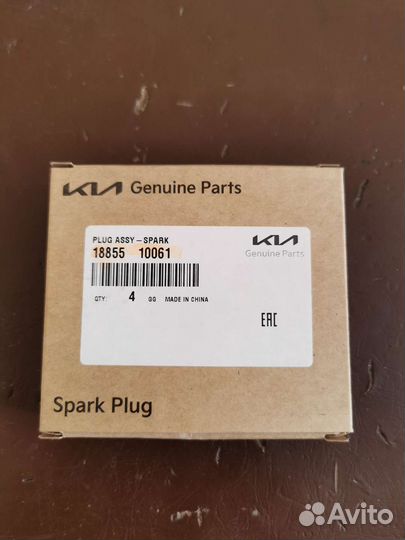 KIA Genuine Parts
PLUG ASSY-SPARK
18855 10061
KIA
Genuine Parts
QTY: 4 GG MADE IN CHINA
EAC
Spark Plug
Avito